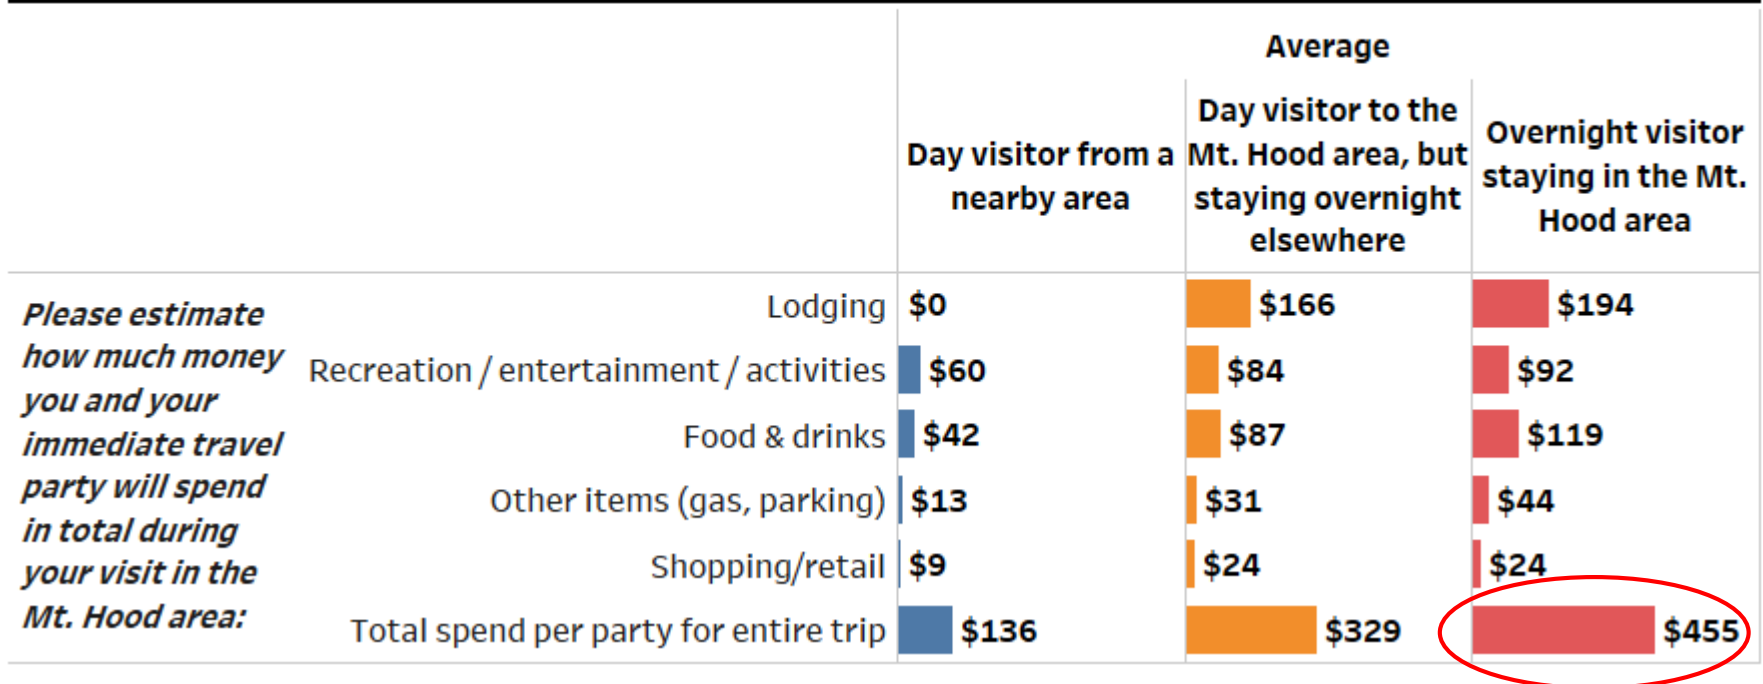 Average
Day visitor from a
nearby area
Day visitor to the
Mt. Hood area, but
staying overnight
elsewhere
Overnight visitor
staying in the Mt.
Hood area
Please estimate
how much money
you and your
immediate travel
party will spend
in total during
your visit in the
Mt. Hood area:
Lodging $0 $166 $194
Recreation / entertainment / activities $60 $84 $92
Food & drinks $42 $87 $119
Other items (gas, parking) $13 $31 $44
Shopping/retail $9 $24 $24
Total spend per party for entire trip $136 $329 $455